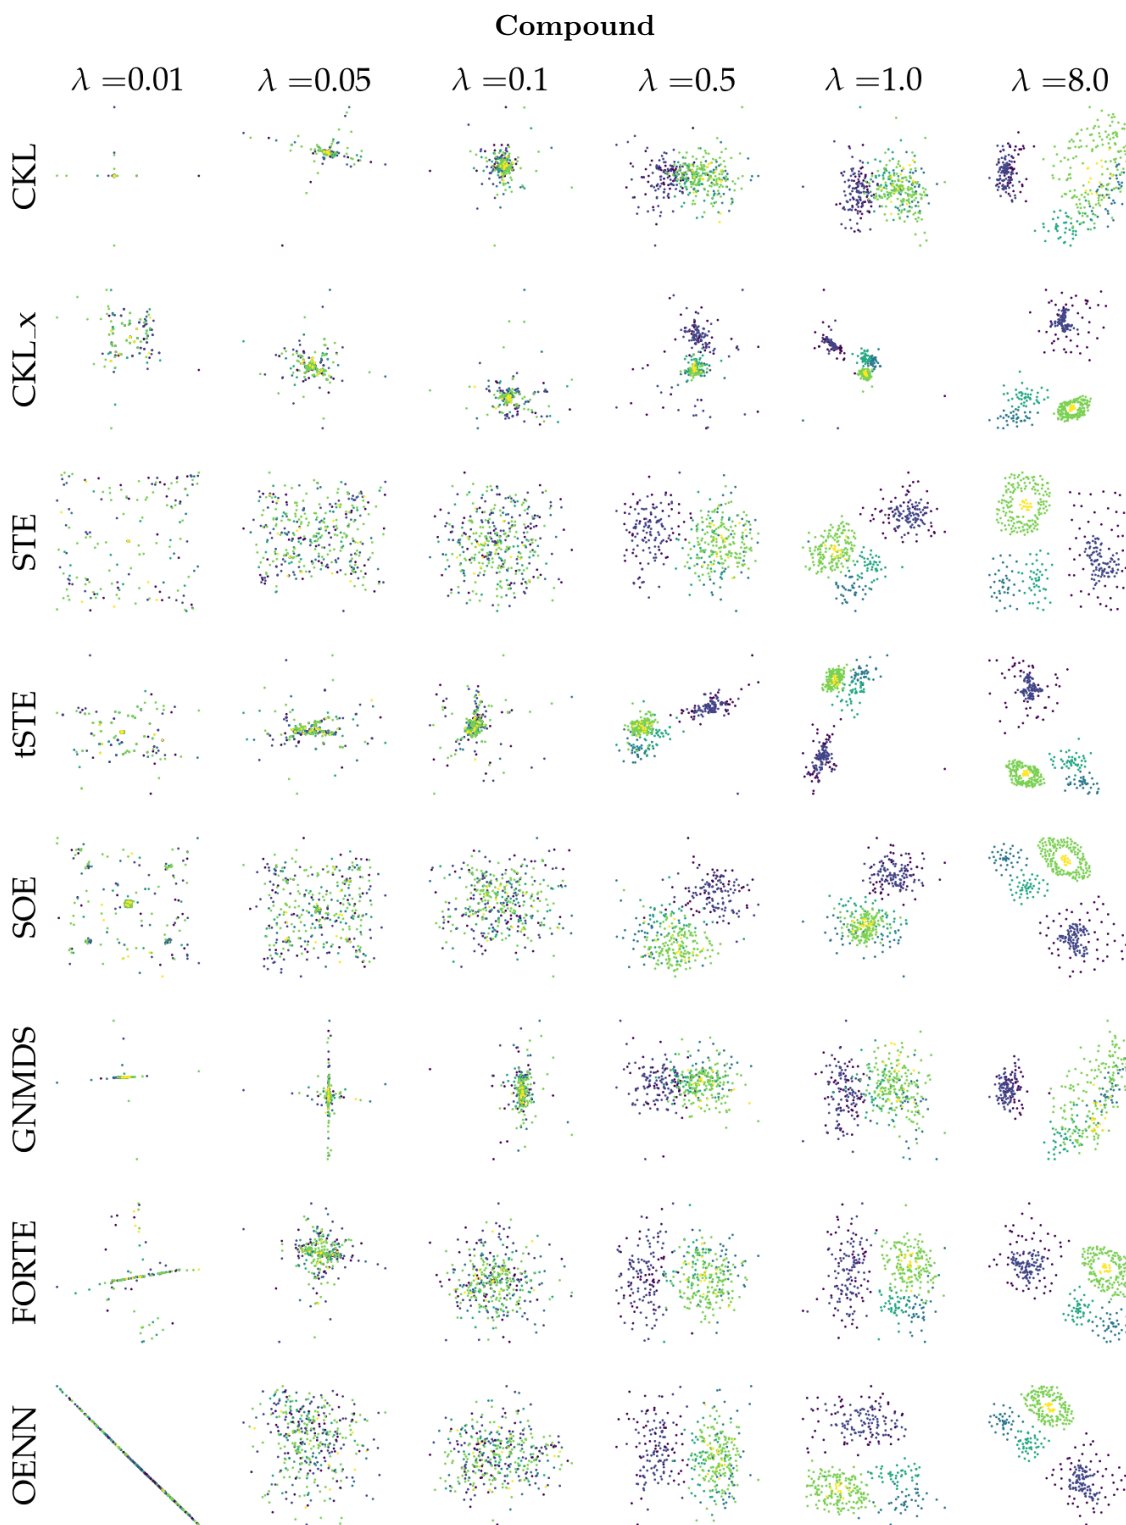 Compound
λ =0.01 λ =0.05 λ =0.1 λ =0.5 λ =1.0 λ =8.0
CKL
CKL_x
STE
tSTE
SOE
GNMDS
FORTE
OENN